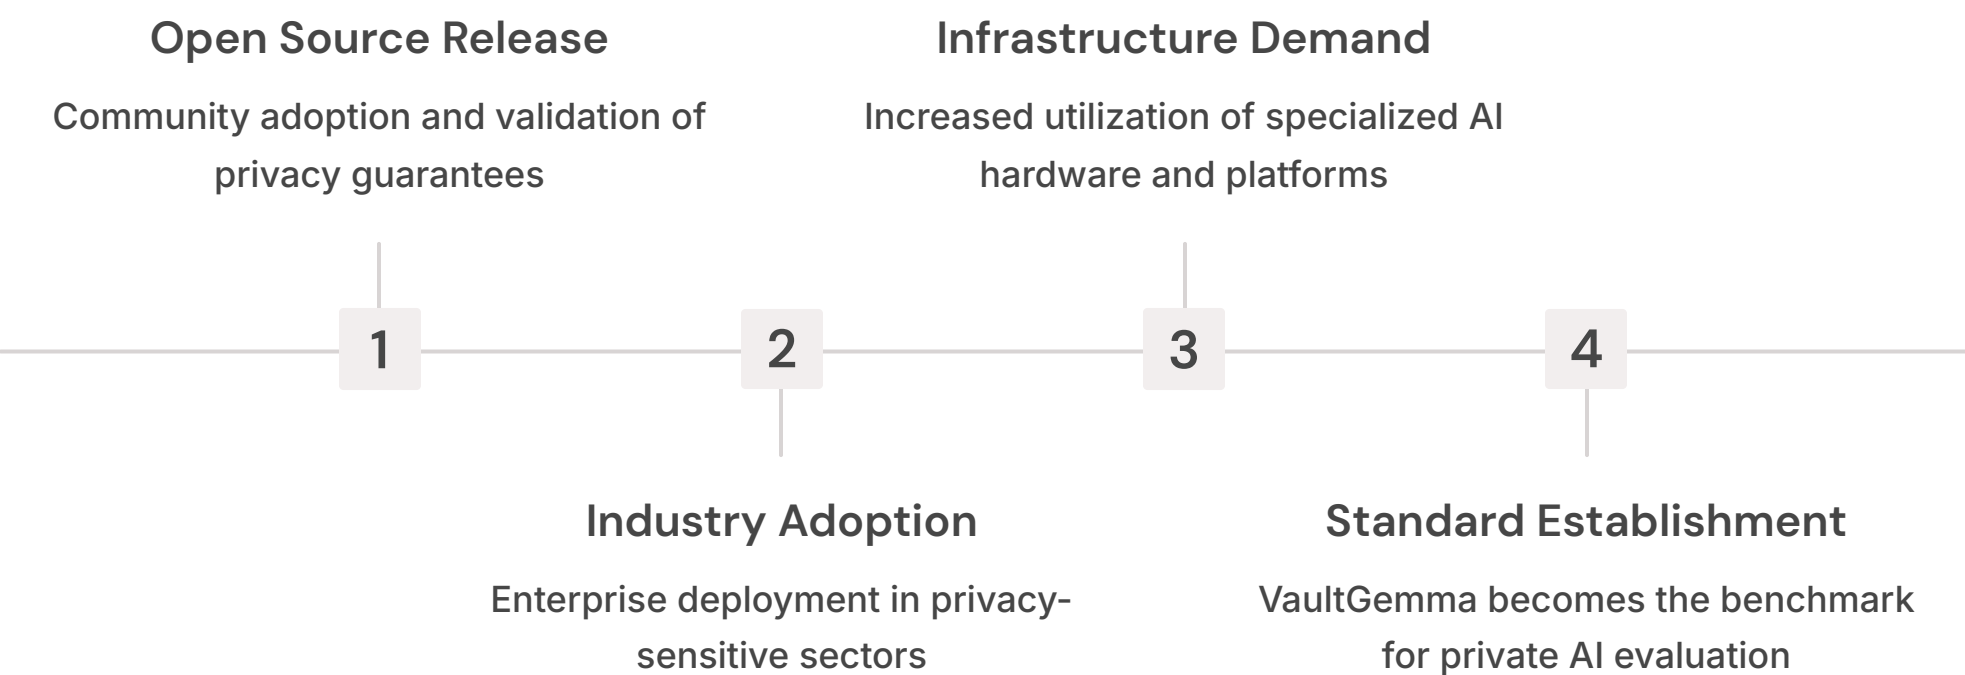 Open Source Release
Community adoption and validation of
privacy guarantees
Infrastructure Demand
Increased utilization of specialized AI
hardware and platforms
1
2
3
4
Industry Adoption
Enterprise deployment in privacy-
sensitive sectors
Standard Establishment
VaultGemma becomes the benchmark
for private AI evaluation